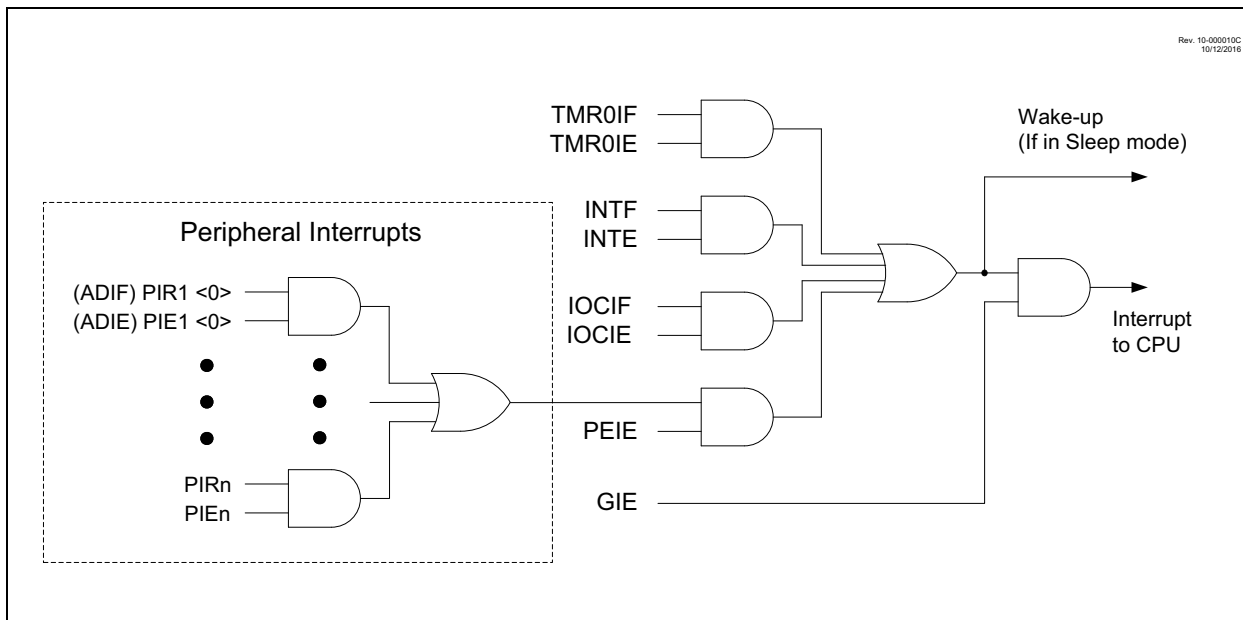 Rev. 10-000010C
10/12/2016
TMR0IF
TMR0IE
Wake-up
(If in Sleep mode)
INTF
INTE
Peripheral Interrupts
(ADIF) PIR1 <0>
(ADIE) PIE1 <0>
IOCIF
IOCIE
Interrupt
to CPU
PEIE
PIRn
PIEn
GIE